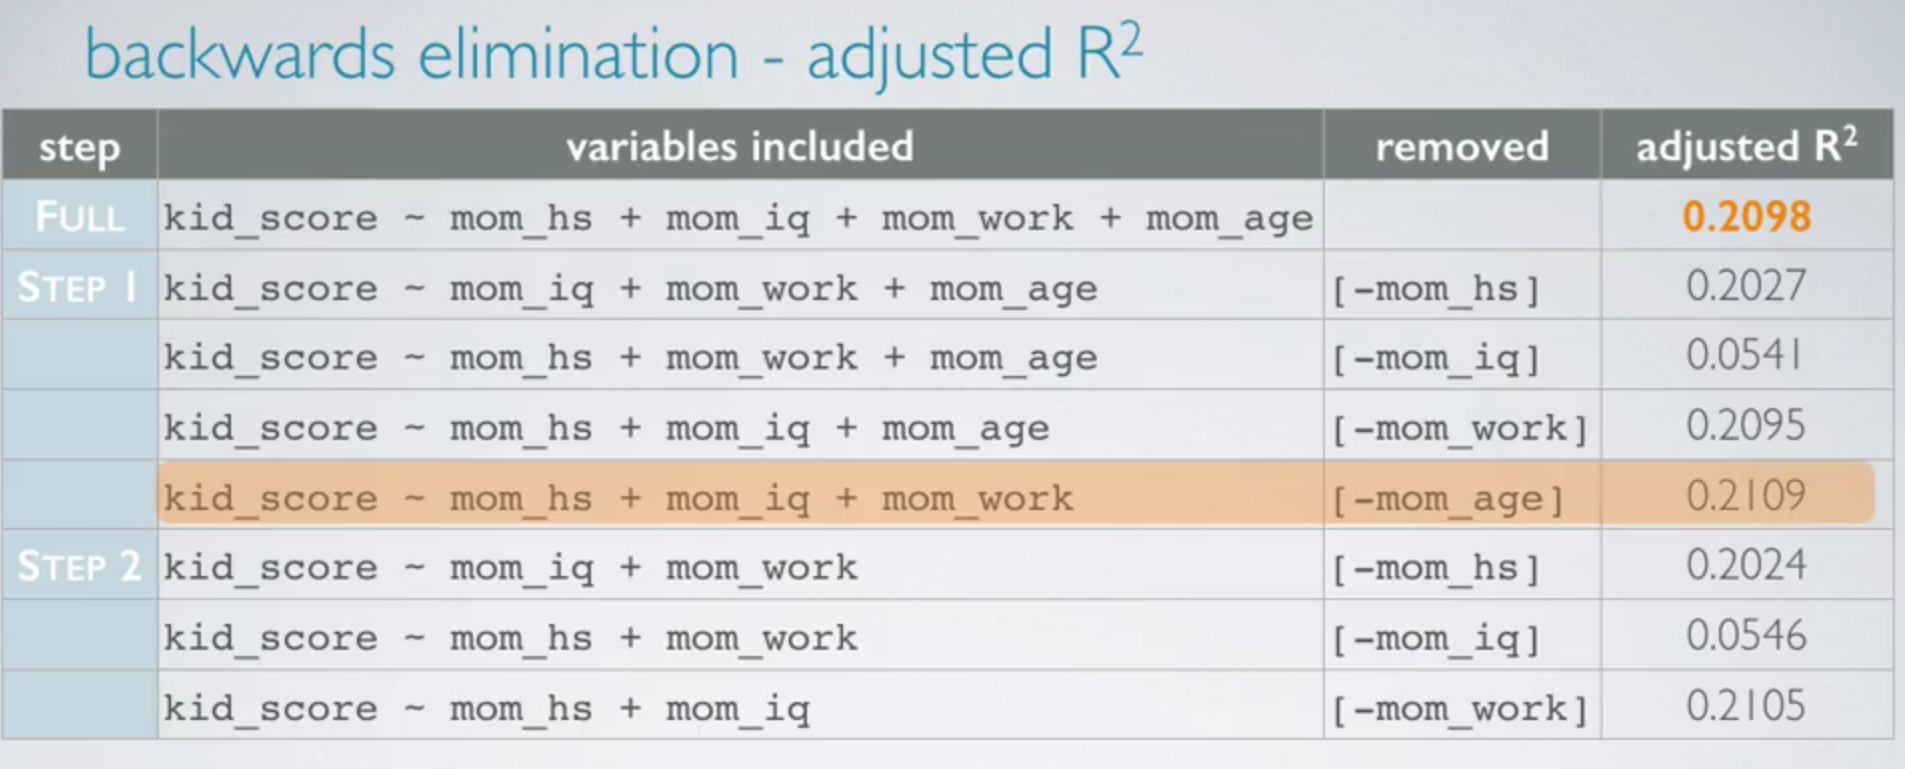 backwards elimination - adjusted R²
step variables included removed adjusted R²
FULL kid_score ~ mom_hs + mom_iq + mom_work + mom_age 0.2098
STEP 1 kid_score ~ mom_iq + mom_work + mom_age [-mom_hs] 0.2027
kid_score ~ mom_hs + mom_work + mom_age [-mom_iq] 0.0541
kid_score ~ mom_hs + mom_iq + mom_age [-mom_work] 0.2095
kid_score ~ mom_hs + mom_iq + mom_work [-mom_age] 0.2109
STEP 2 kid_score ~ mom_iq + mom_work [-mom_hs] 0.2024
kid_score ~ mom_hs + mom_work [-mom_iq] 0.0546
kid_score ~ mom_hs + mom_iq [-mom_work] 0.2105